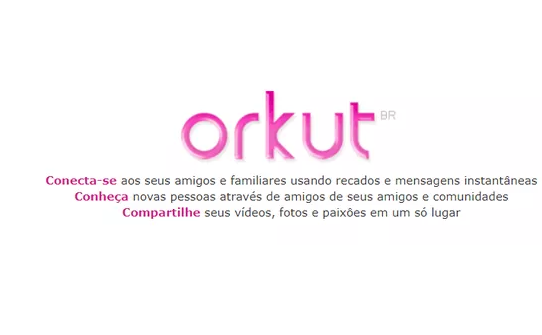 orkut BR
Conecta-se aos seus amigos e familiares usando recados e mensagens instantâneas
Conheça novas pessoas através de amigos de seus amigos e comunidades
Compartilhe seus vídeos, fotos e paixões em um só lugar